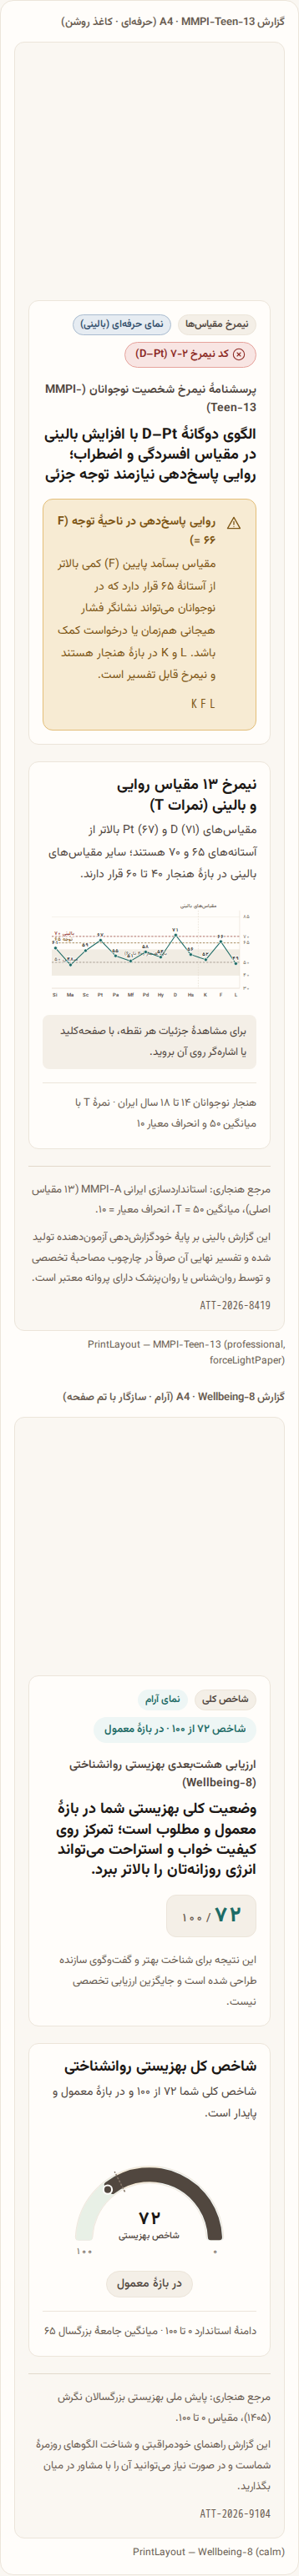 گزارش A4 · MMPI-Teen-13 (حرفه‌ای · کاغذ روشن)
نیمرخ مقیاس‌ها
نمای حرفه‌ای (بالینی)
کد نیمرخ ۲-۷ (D–Pt)
پرسشنامهٔ نیمرخ شخصیت نوجوانان (MMPI-
Teen-13)
الگوی دوگانهٔ D–Pt با افزایش بالینی
در مقیاس افسردگی و اضطراب؛
روایی پاسخ‌دهی نیازمند توجه جزئی
روایی پاسخ‌دهی در ناحیهٔ توجه (F
= ۶۶)
مقیاس بسآمد پایین (F) کمی بالاتر
از آستانهٔ ۶۵ قرار دارد که در
نوجوانان می‌تواند نشانگر فشار
هیجانی هم‌زمان یا درخواست کمک
باشد. L و K در بازهٔ هنجار هستند
و نیمرخ قابل تفسیر است.
K F L
نیمرخ ۱۳ مقیاس روایی
و بالینی (نمرات T)
مقیاس‌های D (۷۱) و Pt (۶۷) بالاتر از
آستانه‌های ۶۵ و ۷۰ هستند؛ سایر مقیاس‌های
بالینی در بازهٔ هنجار ۴۰ تا ۶۰ قرار دارند.
مقیاس‌های بالینی
Si Ma Sc Pt Pa Mf Pd Hy D Hs K F L
برای مشاهدهٔ جزئیات هر نقطه، با صفحه‌کلید
یا اشاره‌گر روی آن بروید.
هنجار نوجوانان ۱۴ تا ۱۸ سال ایران · نمرهٔ T با
میانگین ۵۰ و انحراف معیار ۱۰
مرجع هنجاری: استانداردسازی ایرانی MMPI-A (۱۳ مقیاس
اصلی)، میانگین T = ۵۰، انحراف معیار = ۱۰.
این گزارش بالینی بر پایهٔ خودگزارش‌دهی آزمون‌دهنده تولید
شده و تفسیر نهایی آن صرفاً در چارچوب مصاحبهٔ تخصصی
و توسط روان‌شناس یا روان‌پزشک دارای پروانه معتبر است.
ATT-2026-8419
PrintLayout — MMPI-Teen-13 (professional,
forceLightPaper)
گزارش A4 · Wellbeing-8 (آرام · سازگار با تم صفحه)
شاخص کلی
نمای آرام
شاخص ۷۲ از ۱۰۰ · در بازهٔ معمول
ارزیابی هشت‌بعدی بهزیستی روانشناختی
(Wellbeing-8)
وضعیت کلی بهزیستی شما در بازهٔ
معمول و مطلوب است؛ تمرکز روی
کیفیت خواب و استراحت می‌تواند
انرژی روزانه‌تان را بالاتر ببرد.
۷۲ / ۱۰۰
این نتیجه برای شناخت بهتر و گفت‌وگوی سازنده
طراحی شده است و جایگزین ارزیابی تخصصی
نیست.
شاخص کل بهزیستی روانشناختی
شاخص کلی شما ۷۲ از ۱۰۰ و در بازهٔ معمول و
پایدار است.
۷۲
شاخص بهزیستی
۰
۱۰۰
در بازهٔ معمول
دامنهٔ استاندارد ۰ تا ۱۰۰ · میانگین جامعهٔ بزرگسال ۶۵
مرجع هنجاری: پایش ملی بهزیستی بزرگسالان نگرش
(۱۴۰۵)، مقیاس ۰ تا ۱۰۰.
این گزارش راهنمای خودمراقبتی و شناخت الگوهای روزمرهٔ
شماست و در صورت نیاز می‌توانید آن را با مشاور در میان
بگذارید.
ATT-2026-9104
PrintLayout — Wellbeing-8 (calm)